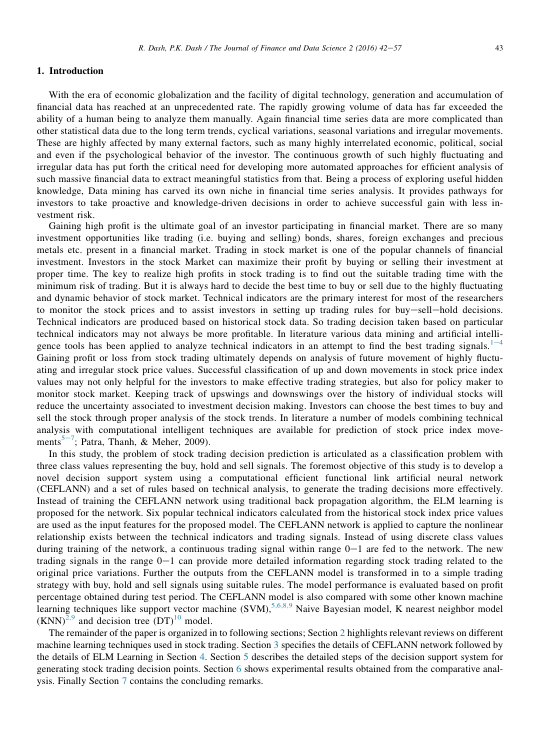 R. Dash, P.K. Dash / The Journal of Finance and Data Science 2 (2016) 42–57 43
1. Introduction
With the era of economic globalization and the facility of digital technology, generation and accumulation of
financial data has reached at an unprecedented rate. The rapidly growing volume of data has far exceeded the
ability of a human being to analyze them manually. Again financial time series data are more complicated than
other statistical data due to the long term trends, cyclical variations, seasonal variations and irregular movements.
These are highly affected by many external factors, such as many highly interrelated economic, political, social
and even if the psychological behavior of the investor. The continuous growth of such highly fluctuating and
irregular data has put forth the critical need for developing more automated approaches for efficient analysis of
such massive financial data to extract meaningful statistics from that. Being a process of exploring useful hidden
knowledge, Data mining has carved its own niche in financial time series analysis. It provides pathways for
investors to take proactive and knowledge-driven decisions in order to achieve successful gain with less in-
vestment risk.
Gaining high profit is the ultimate goal of an investor participating in financial market. There are so many
investment opportunities like trading (i.e. buying and selling) bonds, shares, foreign exchanges and precious
metals etc. present in a financial market. Trading in stock market is one of the popular channels of financial
investment. Investors in the stock Market can maximize their profit by buying or selling their investment at
proper time. The key to realize high profits in stock trading is to find out the suitable trading time with the
minimum risk of trading. But it is always hard to decide the best time to buy or sell due to the highly fluctuating
and dynamic behavior of stock market. Technical indicators are the primary interest for most of the researchers
to monitor the stock prices and to assist investors in setting up trading rules for buy–sell–hold decisions.
Technical indicators are produced based on historical stock data. So trading decision taken based on particular
technical indicators may not always be more profitable. In literature various data mining and artificial intelli-
gence tools has been applied to analyze technical indicators in an attempt to find the best trading signals.1–4
Gaining profit or loss from stock trading ultimately depends on analysis of future movement of highly fluctu-
ating and irregular stock price values. Successful classification of up and down movements in stock price index
values may not only helpful for the investors to make effective trading strategies, but also for policy maker to
monitor stock market. Keeping track of upswings and downswings over the history of individual stocks will
reduce the uncertainty associated to investment decision making. Investors can choose the best times to buy and
sell the stock through proper analysis of the stock trends. In literature a number of models combining technical
analysis with computational intelligent techniques are available for prediction of stock price index move-
ments5–7; Patra, Thanh, & Meher, 2009).
In this study, the problem of stock trading decision prediction is articulated as a classification problem with
three class values representing the buy, hold and sell signals. The foremost objective of this study is to develop a
novel decision support system using a computational efficient functional link artificial neural network
(CEFLANN) and a set of rules based on technical analysis, to generate the trading decisions more effectively.
Instead of training the CEFLANN network using traditional back propagation algorithm, the ELM learning is
proposed for the network. Six popular technical indicators calculated from the historical stock index price values
are used as the input features for the proposed model. The CEFLANN network is applied to capture the nonlinear
relationship exists between the technical indicators and trading signals. Instead of using discrete class values
during training of the network, a continuous trading signal within range 0–1 are fed to the network. The new
trading signals in the range 0–1 can provide more detailed information regarding stock trading related to the
original price variations. Further the outputs from the CEFLANN model is transformed in to a simple trading
strategy with buy, hold and sell signals using suitable rules. The model performance is evaluated based on profit
percentage obtained during test period. The CEFLANN model is also compared with some other known machine
learning techniques like support vector machine (SVM),5,6,8,9 Naive Bayesian model, K nearest neighbor model
(KNN)2,9 and decision tree (DT)10 model.
The remainder of the paper is organized in to following sections; Section 2 highlights relevant reviews on different
machine learning techniques used in stock trading. Section 3 specifies the details of CEFLANN network followed by
the details of ELM Learning in Section 4. Section 5 describes the detailed steps of the decision support system for
generating stock trading decision points. Section 6 shows experimental results obtained from the comparative anal-
ysis. Finally Section 7 contains the concluding remarks.